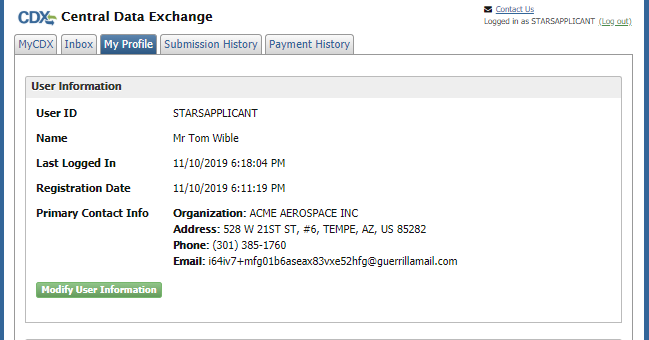 CDX Central Data Exchange
Contact Us
Logged in as STARSAPPLICANT (Log out)
MyCDX Inbox My Profile Submission History Payment History
User Information
User ID STARSAPPLICANT
Name Mr Tom Wible
Last Logged In 11/10/2019 6:18:04 PM
Registration Date 11/10/2019 6:11:19 PM
Primary Contact Info Organization: ACME AEROSPACE INC
Address: 528 W 21ST ST, #6, TEMPE, AZ, US 85282
Phone: (301) 385-1760
Email: i64iv7+mfg01b6aseax83vxe52hfg@guerrillamail.com
Modify User Information